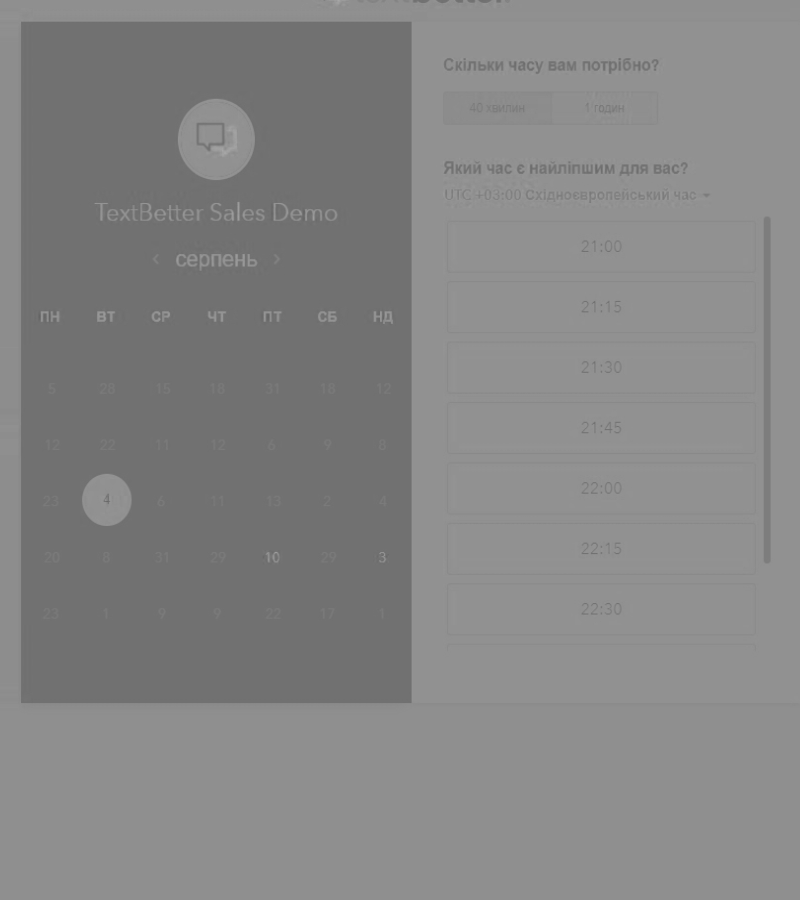 TextBetter Sales Demo
‹ серпень ›
ПН ВТ СР ЧТ ПТ СБ НД
5 28 15 18 31 18 12
12 22 11 12 6 9 8
23 4 6 11 13 2 4
20 8 31 29 10 29 3
23 1 9 9 22 17 1
Скільки часу вам потрібно?
40 хвилин 1 годин
Який час є найліпшим для вас?
UTC +03:00 Східноєвропейський час
21:00
21:15
21:30
21:45
22:00
22:15
22:30